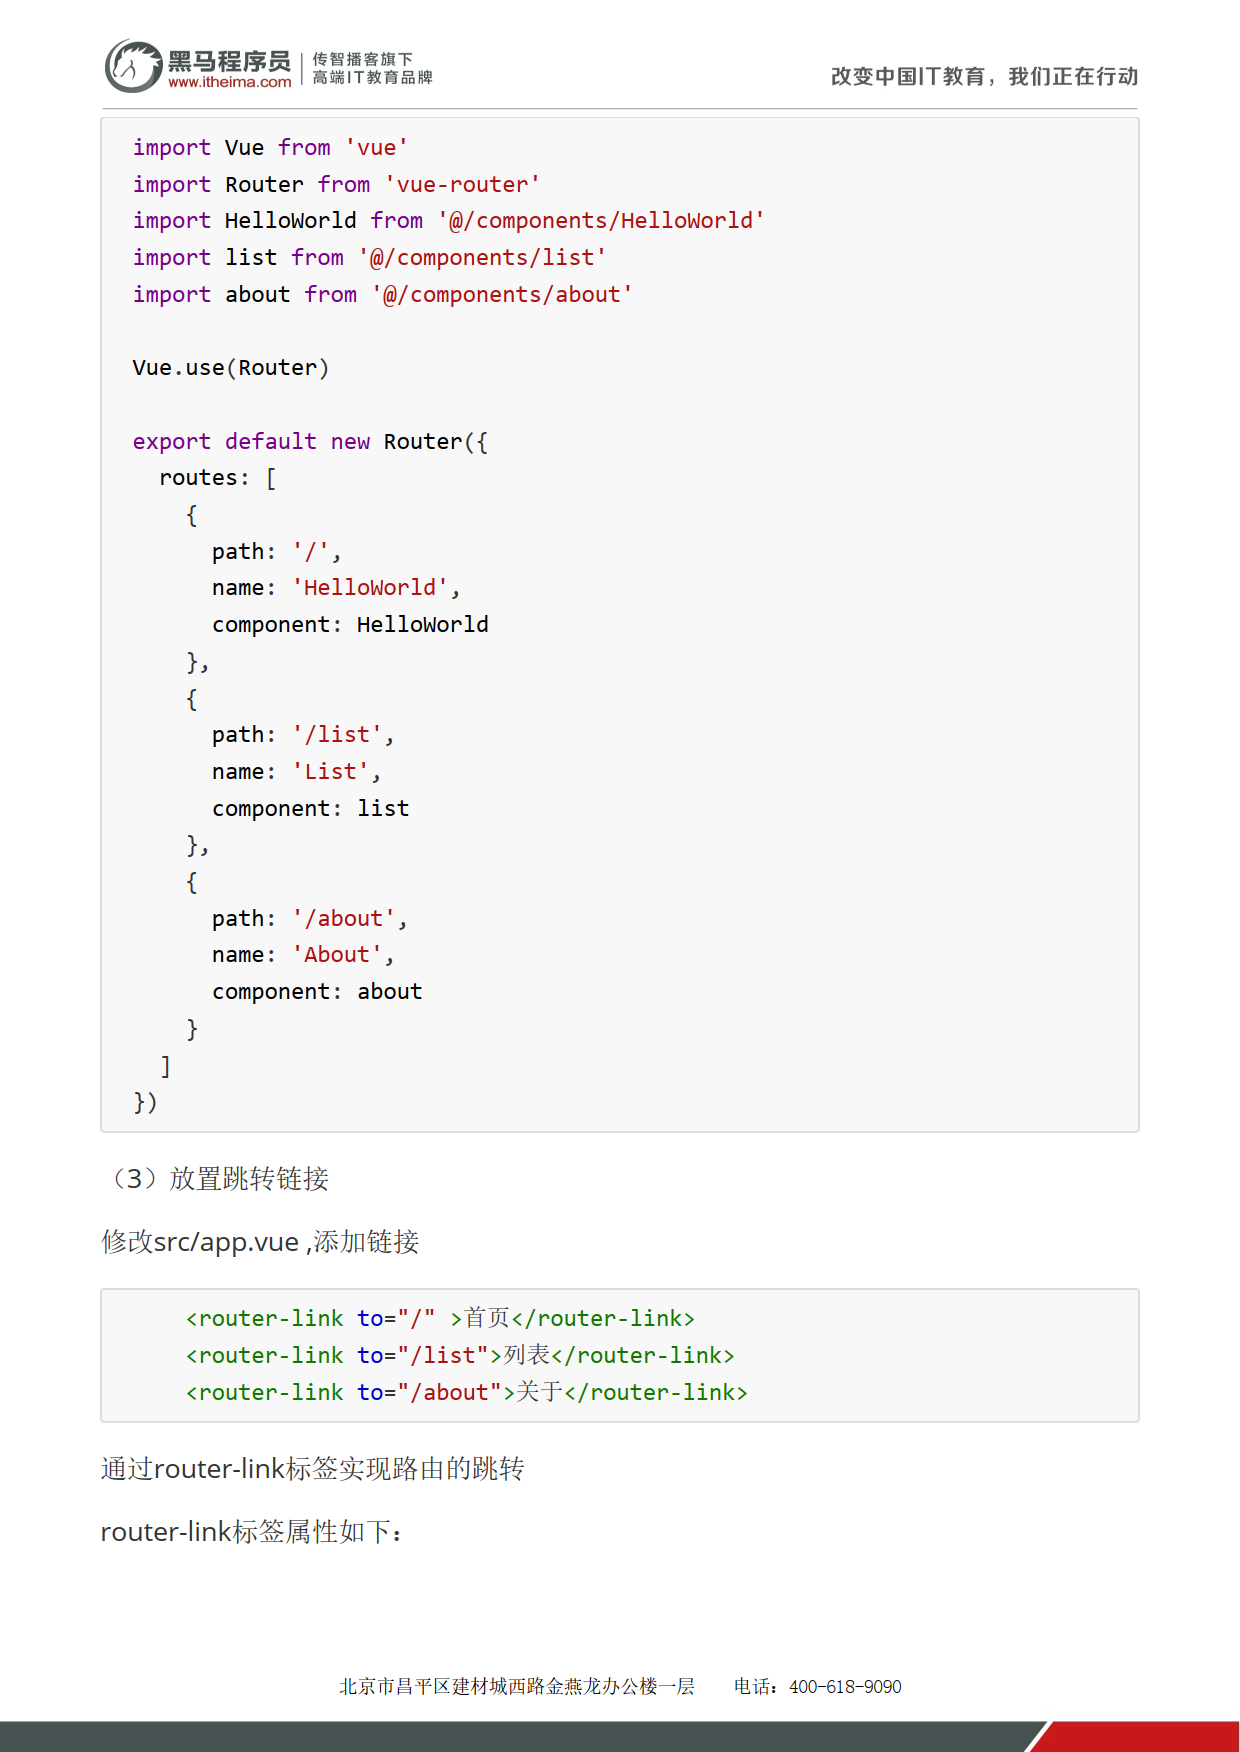 黑马程序员
www.itheima.com
传智播客旗下
高端IT教育品牌
改变中国IT教育，我们正在行动
import Vue from 'vue'
import Router from 'vue-router'
import HelloWorld from '@/components/HelloWorld'
import list from '@/components/list'
import about from '@/components/about'
Vue.use(Router)
export default new Router({
  routes: [
    {
      path: '/',
      name: 'HelloWorld',
      component: HelloWorld
    },
    {
      path: '/list',
      name: 'List',
      component: list
    },
    {
      path: '/about',
      name: 'About',
      component: about
    }
  ]
})
（3）放置跳转链接
修改src/app.vue ,添加链接
    <router-link to="/" >首页</router-link>
    <router-link to="/list">列表</router-link>
    <router-link to="/about">关于</router-link>
通过router-link标签实现路由的跳转
router-link标签属性如下：
北京市昌平区建材城西路金燕龙办公楼一层 电话：400-618-9090